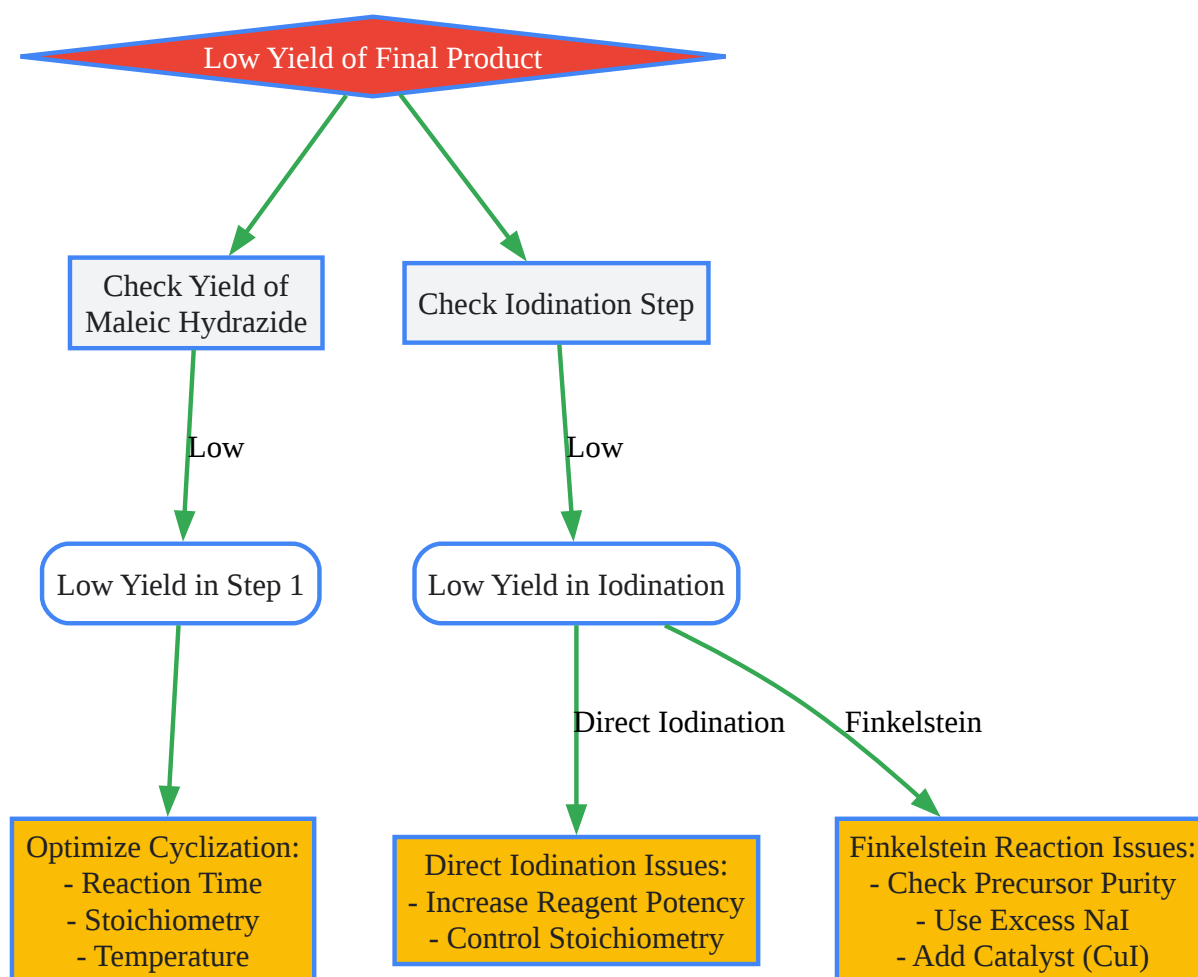 Low Yield of Final Product
Check Yield of
Maleic Hydrazide
Check Iodination Step
Low
Low
Low Yield in Step 1
Low Yield in Iodination
Direct Iodination
Finkelstein
Optimize Cyclization:
- Reaction Time
- Stoichiometry
- Temperature
Direct Iodination Issues:
- Increase Reagent Potency
- Control Stoichiometry
Finkelstein Reaction Issues:
- Check Precursor Purity
- Use Excess NaI
- Add Catalyst (CuI)